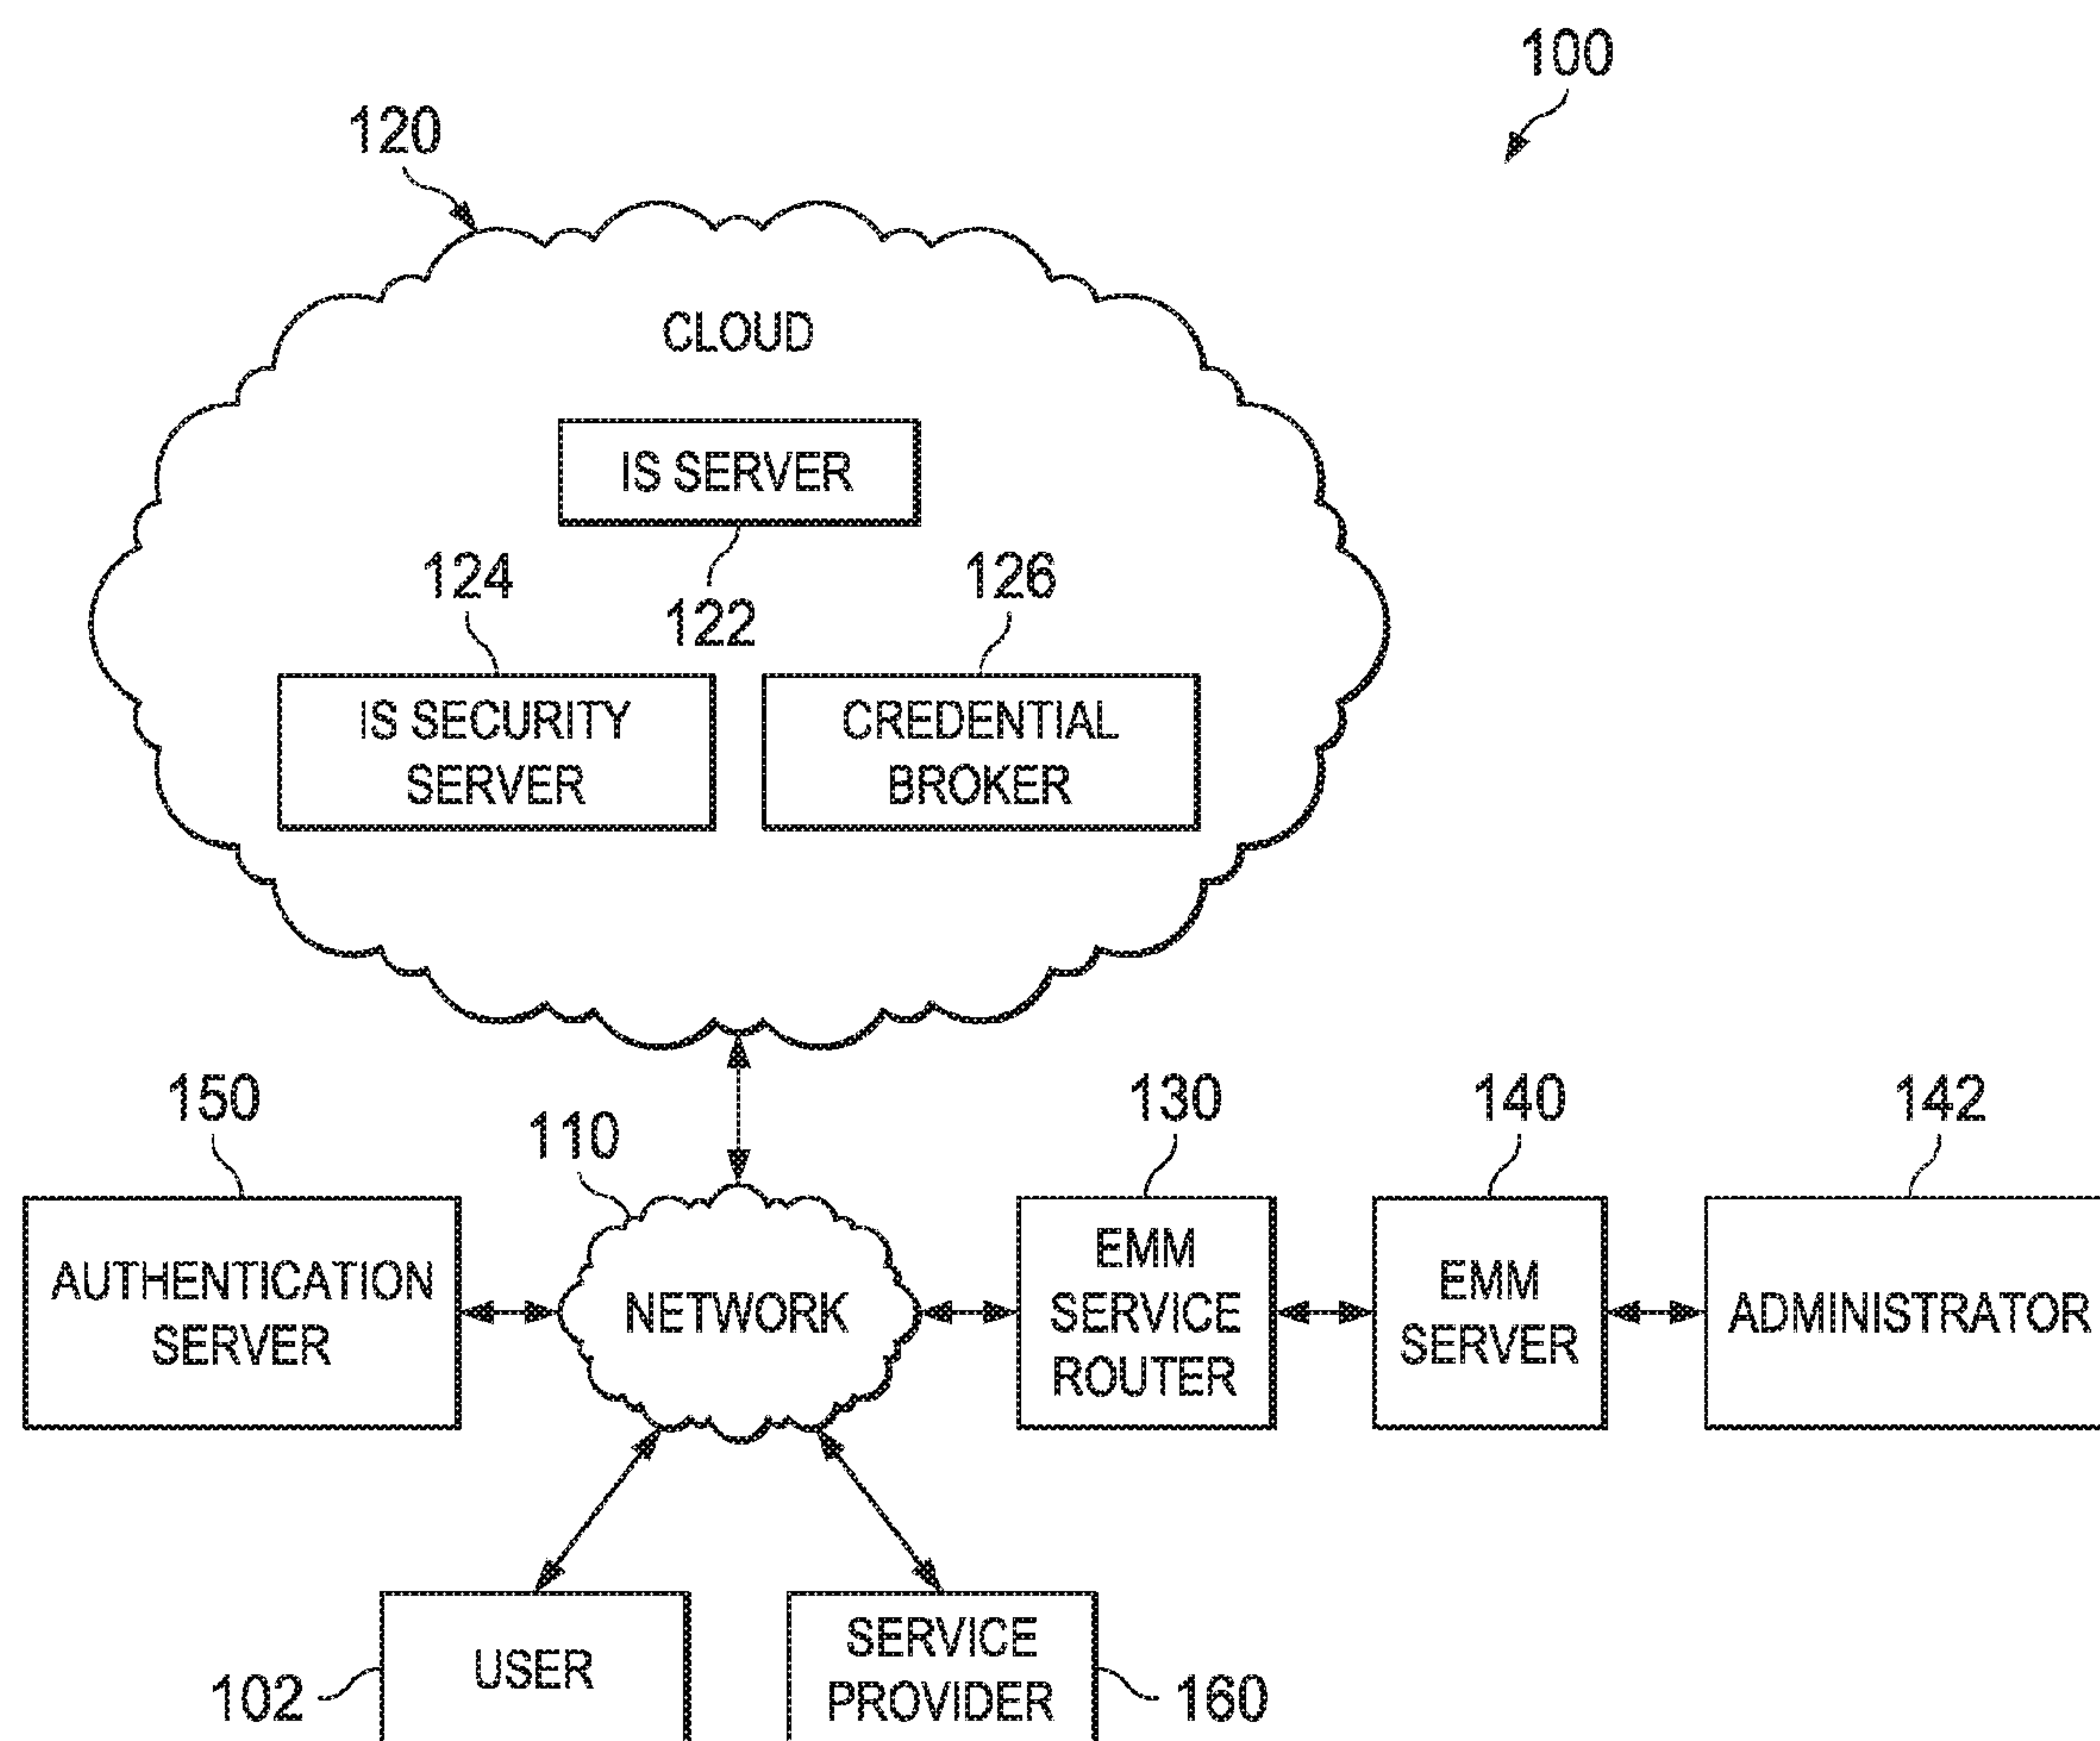 100
120
CLOUD
IS SERVER
124
122
126
IS SECURITY
SERVER
CREDENTIAL
BROKER
150
110
130
140
142
AUTHENTICATION
SERVER
NETWORK
EMM
SERVICE
ROUTER
EMM
SERVER
ADMINISTRATOR
102
USER
SERVICE
PROVIDER
160